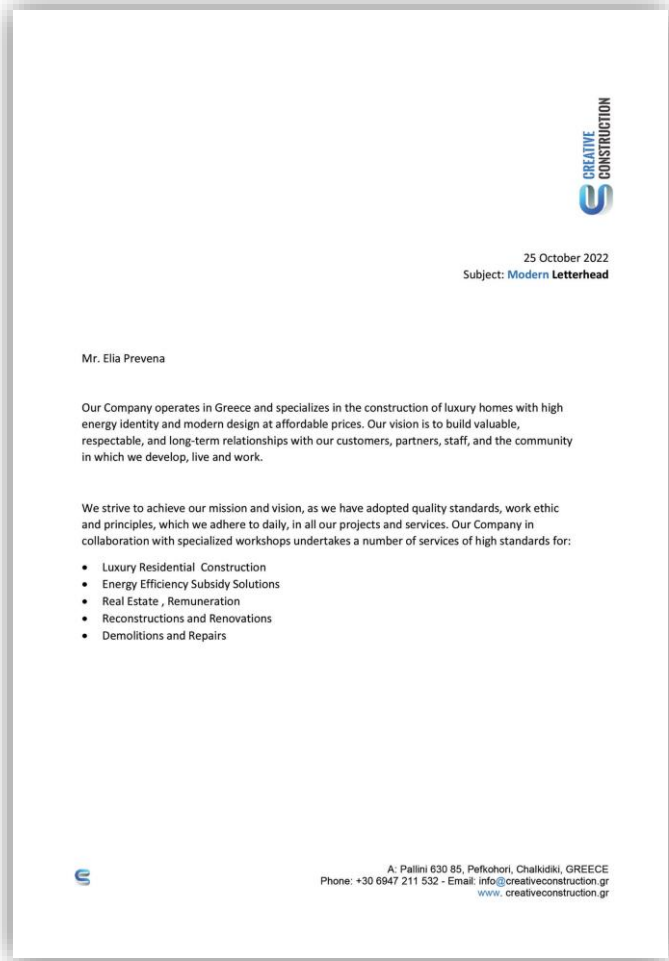 CREATIVE
CONSTRUCTION
25 October 2022
Subject: Modern Letterhead
Mr. Elia Prevena
Our Company operates in Greece and specializes in the construction of luxury homes with high
energy identity and modern design at affordable prices. Our vision is to build valuable,
respectable, and long-term relationships with our customers, partners, staff, and the community
in which we develop, live and work.
We strive to achieve our mission and vision, as we have adopted quality standards, work ethic
and principles, which we adhere to daily, in all our projects and services. Our Company in
collaboration with specialized workshops undertakes a number of services of high standards for:
• Luxury Residential  Construction
• Energy Efficiency Subsidy Solutions
• Real Estate , Remuneration
• Reconstructions and Renovations
• Demolitions and Repairs
A: Pallini 630 85, Pefkohori, Chalkidiki, GREECE
Phone: +30 6947 211 532 - Email: info@creativeconstruction.gr
www. creativeconstruction.gr